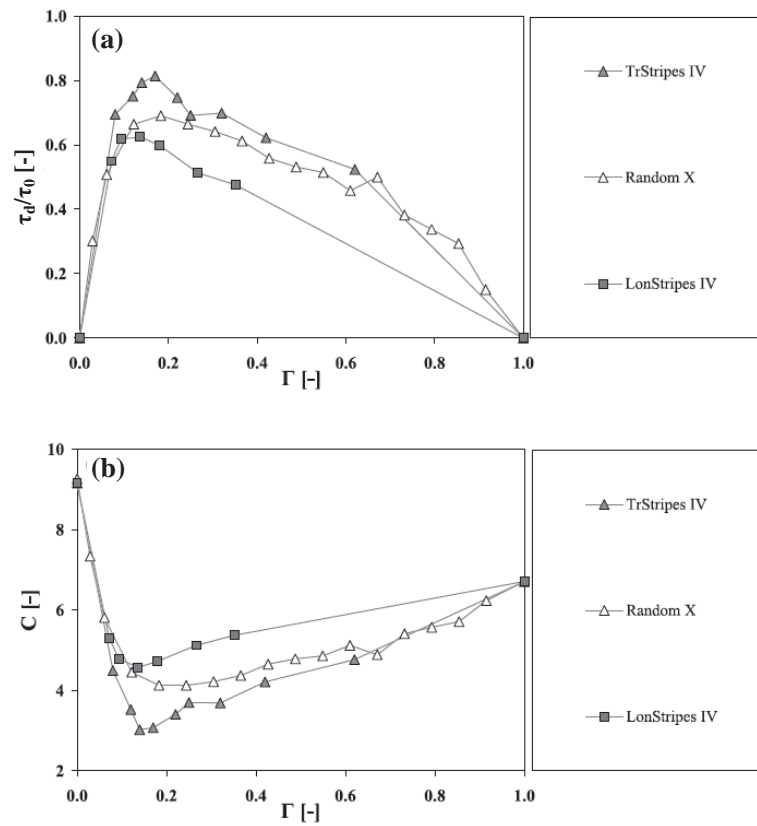 (a)
1.0
0.8
0.6
0.4
0.2
0.0
τd/τ0 [-]
0.0 0.2 0.4 0.6 0.8 1.0
Γ [-]
TrStripes IV
Random X
LonStripes IV
(b)
10
8
6
4
2
C [-]
0.0 0.2 0.4 0.6 0.8 1.0
Γ [-]
TrStripes IV
Random X
LonStripes IV